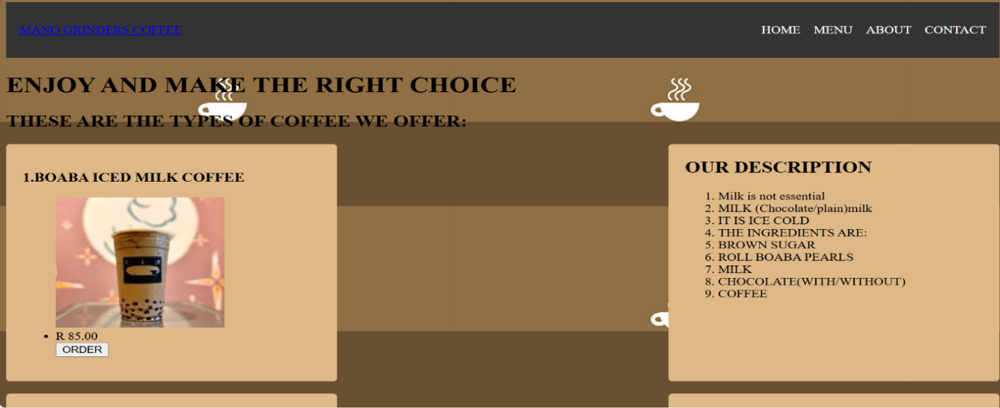 MANO GRINDERS COFFEE
HOME MENU ABOUT CONTACT
ENJOY AND MAKE THE RIGHT CHOICE
THESE ARE THE TYPES OF COFFEE WE OFFER:
1.BOABA ICED MILK COFFEE
R 85.00
ORDER
OUR DESCRIPTION
1. Milk is not essential
2. MILK (Chocolate/plain)milk
3. IT IS ICE COLD
4. THE INGREDIENTS ARE:
5. BROWN SUGAR
6. ROLL BOABA PEARLS
7. MILK
8. CHOCOLATE(WITH/WITHOUT)
9. COFFEE